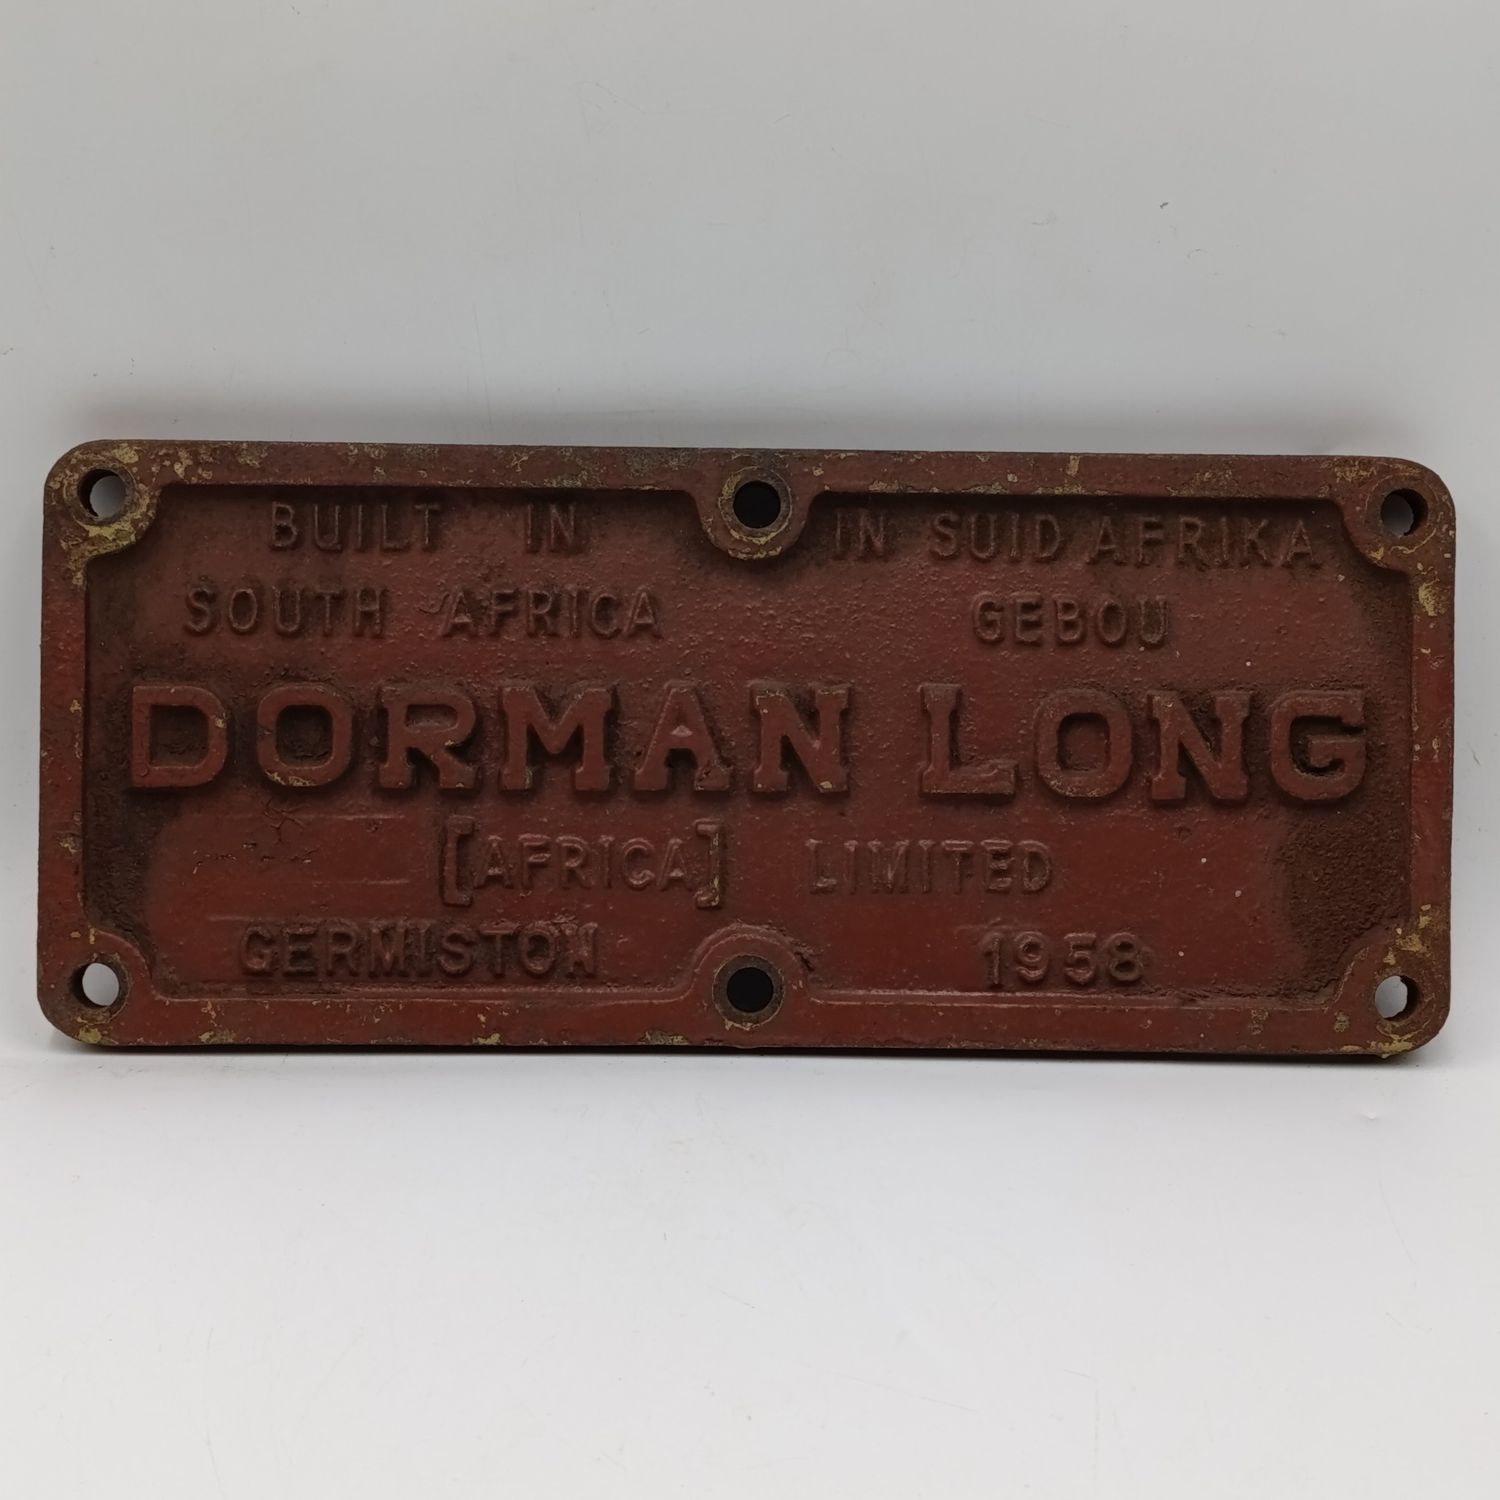 BUILT IN
SOUTH AFRICA
IN SUID AFRIKA
GEBOU
DORMAN LONG
[AFRICA] LIMITED
GERMISTON 1958